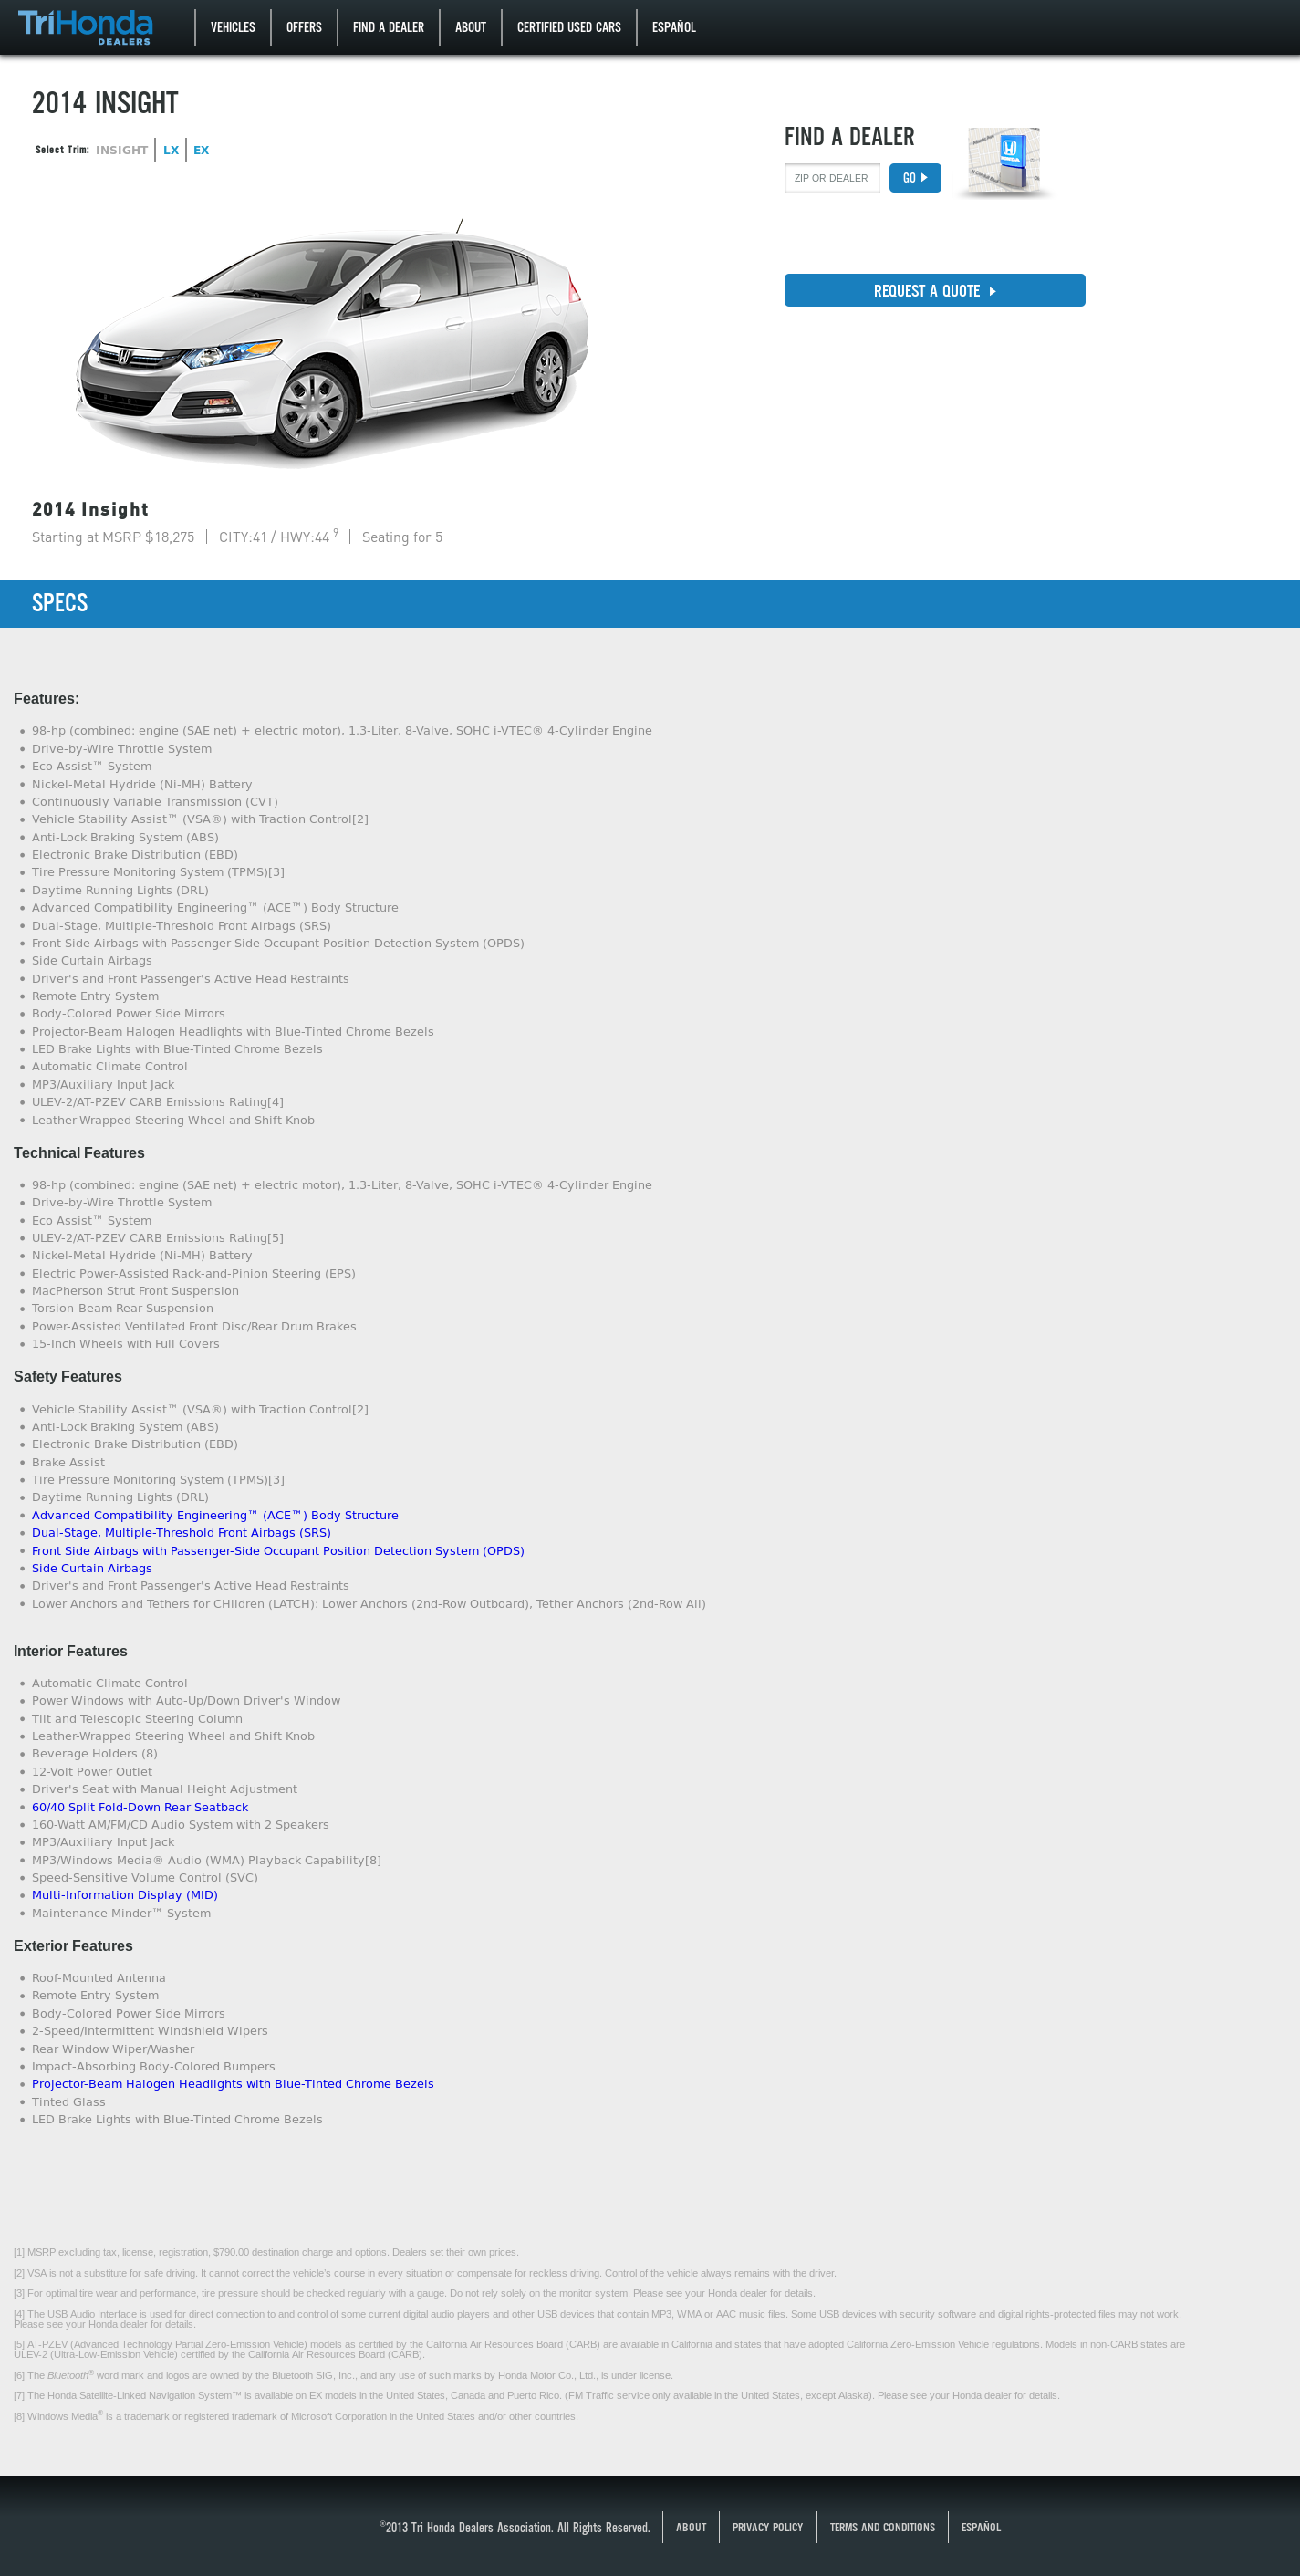 TriHonda
DEALERS
VEHICLES
OFFERS
FIND A DEALER
ABOUT
CERTIFIED USED CARS
ESPAÑOL
2014 INSIGHT
Select Trim: INSIGHT LX EX
FIND A DEALER
ZIP OR DEALER
GO
HONDA
REQUEST A QUOTE
2014 Insight
Starting at MSRP $18,275 | CITY:41 / HWY:44 9 | Seating for 5
SPECS
Features:
98-hp (combined: engine (SAE net) + electric motor), 1.3-Liter, 8-Valve, SOHC i-VTEC® 4-Cylinder Engine
Drive-by-Wire Throttle System
Eco Assist™ System
Nickel-Metal Hydride (Ni-MH) Battery
Continuously Variable Transmission (CVT)
Vehicle Stability Assist™ (VSA®) with Traction Control[2]
Anti-Lock Braking System (ABS)
Electronic Brake Distribution (EBD)
Tire Pressure Monitoring System (TPMS)[3]
Daytime Running Lights (DRL)
Advanced Compatibility Engineering™ (ACE™) Body Structure
Dual-Stage, Multiple-Threshold Front Airbags (SRS)
Front Side Airbags with Passenger-Side Occupant Position Detection System (OPDS)
Side Curtain Airbags
Driver's and Front Passenger's Active Head Restraints
Remote Entry System
Body-Colored Power Side Mirrors
Projector-Beam Halogen Headlights with Blue-Tinted Chrome Bezels
LED Brake Lights with Blue-Tinted Chrome Bezels
Automatic Climate Control
MP3/Auxiliary Input Jack
ULEV-2/AT-PZEV CARB Emissions Rating[4]
Leather-Wrapped Steering Wheel and Shift Knob
Technical Features
98-hp (combined: engine (SAE net) + electric motor), 1.3-Liter, 8-Valve, SOHC i-VTEC® 4-Cylinder Engine
Drive-by-Wire Throttle System
Eco Assist™ System
ULEV-2/AT-PZEV CARB Emissions Rating[5]
Nickel-Metal Hydride (Ni-MH) Battery
Electric Power-Assisted Rack-and-Pinion Steering (EPS)
MacPherson Strut Front Suspension
Torsion-Beam Rear Suspension
Power-Assisted Ventilated Front Disc/Rear Drum Brakes
15-Inch Wheels with Full Covers
Safety Features
Vehicle Stability Assist™ (VSA®) with Traction Control[2]
Anti-Lock Braking System (ABS)
Electronic Brake Distribution (EBD)
Brake Assist
Tire Pressure Monitoring System (TPMS)[3]
Daytime Running Lights (DRL)
Advanced Compatibility Engineering™ (ACE™) Body Structure
Dual-Stage, Multiple-Threshold Front Airbags (SRS)
Front Side Airbags with Passenger-Side Occupant Position Detection System (OPDS)
Side Curtain Airbags
Driver's and Front Passenger's Active Head Restraints
Lower Anchors and Tethers for CHildren (LATCH): Lower Anchors (2nd-Row Outboard), Tether Anchors (2nd-Row All)
Interior Features
Automatic Climate Control
Power Windows with Auto-Up/Down Driver's Window
Tilt and Telescopic Steering Column
Leather-Wrapped Steering Wheel and Shift Knob
Beverage Holders (8)
12-Volt Power Outlet
Driver's Seat with Manual Height Adjustment
60/40 Split Fold-Down Rear Seatback
160-Watt AM/FM/CD Audio System with 2 Speakers
MP3/Auxiliary Input Jack
MP3/Windows Media® Audio (WMA) Playback Capability[8]
Speed-Sensitive Volume Control (SVC)
Multi-Information Display (MID)
Maintenance Minder™ System
Exterior Features
Roof-Mounted Antenna
Remote Entry System
Body-Colored Power Side Mirrors
2-Speed/Intermittent Windshield Wipers
Rear Window Wiper/Washer
Impact-Absorbing Body-Colored Bumpers
Projector-Beam Halogen Headlights with Blue-Tinted Chrome Bezels
Tinted Glass
LED Brake Lights with Blue-Tinted Chrome Bezels
[1] MSRP excluding tax, license, registration, $790.00 destination charge and options. Dealers set their own prices.
[2] VSA is not a substitute for safe driving. It cannot correct the vehicle's course in every situation or compensate for reckless driving. Control of the vehicle always remains with the driver.
[3] For optimal tire wear and performance, tire pressure should be checked regularly with a gauge. Do not rely solely on the monitor system. Please see your Honda dealer for details.
[4] The USB Audio Interface is used for direct connection to and control of some current digital audio players and other USB devices that contain MP3, WMA or AAC music files. Some USB devices with security software and digital rights-protected files may not work.
Please see your Honda dealer for details.
[5] AT-PZEV (Advanced Technology Partial Zero-Emission Vehicle) models as certified by the California Air Resources Board (CARB) are available in California and states that have adopted California Zero-Emission Vehicle regulations. Models in non-CARB states are
ULEV-2 (Ultra-Low-Emission Vehicle) certified by the California Air Resources Board (CARB).
[6] The Bluetooth® word mark and logos are owned by the Bluetooth SIG, Inc., and any use of such marks by Honda Motor Co., Ltd., is under license.
[7] The Honda Satellite-Linked Navigation System™ is available on EX models in the United States, Canada and Puerto Rico. (FM Traffic service only available in the United States, except Alaska). Please see your Honda dealer for details.
[8] Windows Media® is a trademark or registered trademark of Microsoft Corporation in the United States and/or other countries.
©2013 Tri Honda Dealers Association. All Rights Reserved.
ABOUT
PRIVACY POLICY
TERMS AND CONDITIONS
ESPAÑOL